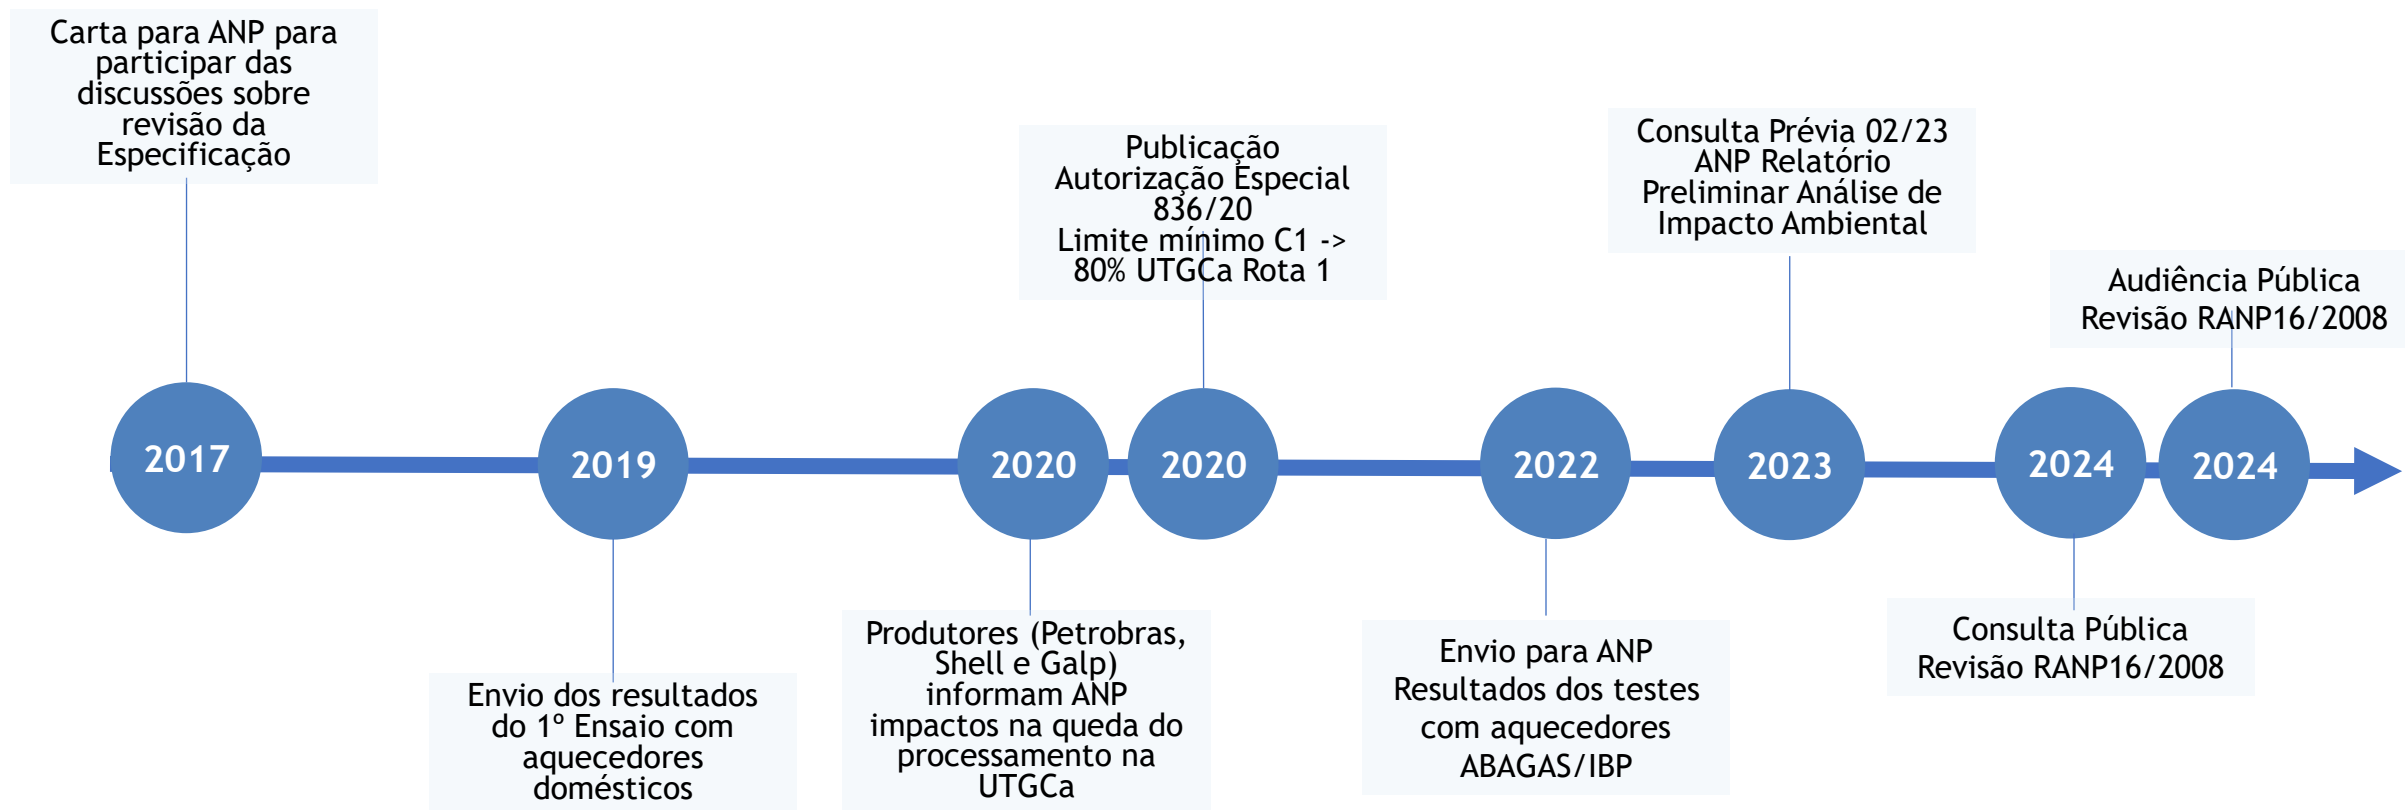 Carta para ANP para
participar das
discussões sobre
revisão da
Especificação
2017
2019
Envio dos resultados
do 1º Ensaio com
aquecedores
domésticos
2020
Produtores (Petrobras,
Shell e Galp)
informam ANP
impactos na queda do
processamento na
UTGCa
Publicação
Autorização Especial
836/20
Limite mínimo C1 ->
80% UTGCa Rota 1
2020
2022
Envio para ANP
Resultados dos testes
com aquecedores
ABAGAS/IBP
Consulta Prévia 02/23
ANP Relatório
Preliminar Análise de
Impacto Ambiental
2023
2024
Consulta Pública
Revisão RANP16/2008
Audiência Pública
Revisão RANP16/2008
2024